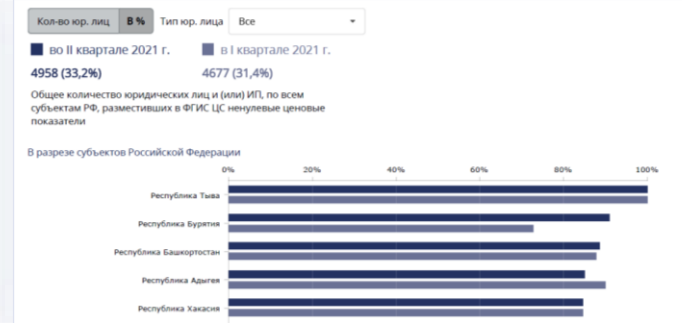 Кол-во юр. лиц В % Тип юр. лица Все
во II квартале 2021 г. в I квартале 2021 г.
4958 (33,2%) 4677 (31,4%)
Общее количество юридических лиц и (или) ИП, по всем
субъектам РФ, разместивших в ФГИС ЦС ненулевые ценовые
показатели
В разрезе субъектов Российской Федерации
0% 20% 40% 60% 80% 100%
Республика Тыва
Республика Бурятия
Республика Башкортостан
Республика Адыгея
Республика Хакасия